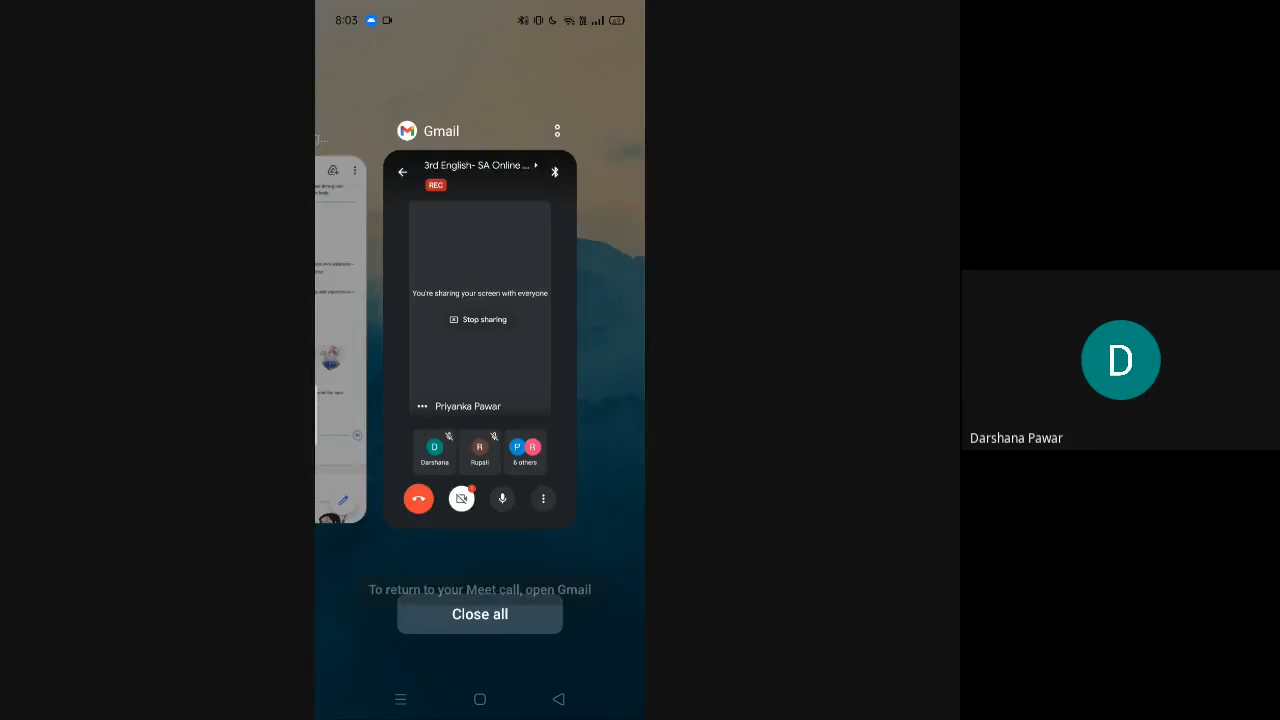 8:03
Gmail
3rd English- SA Online ...
REC
You're sharing your screen with everyone
Stop sharing
Priyanka Pawar
D
R
P
R
Darshana
Rupali
6 others
To return to your Meet call, open Gmail
Close all
D
Darshana Pawar